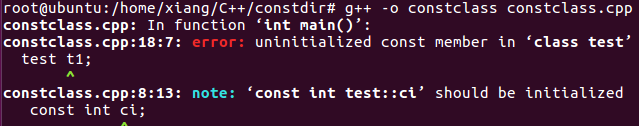 root@ubuntu:/home/xiang/C++/constdir# g++ -o constclass constclass.cpp
constclass.cpp: In function ‘int main()’:
constclass.cpp:18:7: error: uninitialized const member in ‘class test’
  test t1;
       ^
constclass.cpp:8:13: note: ‘const int test::ci’ should be initialized
   const int ci;
             ^